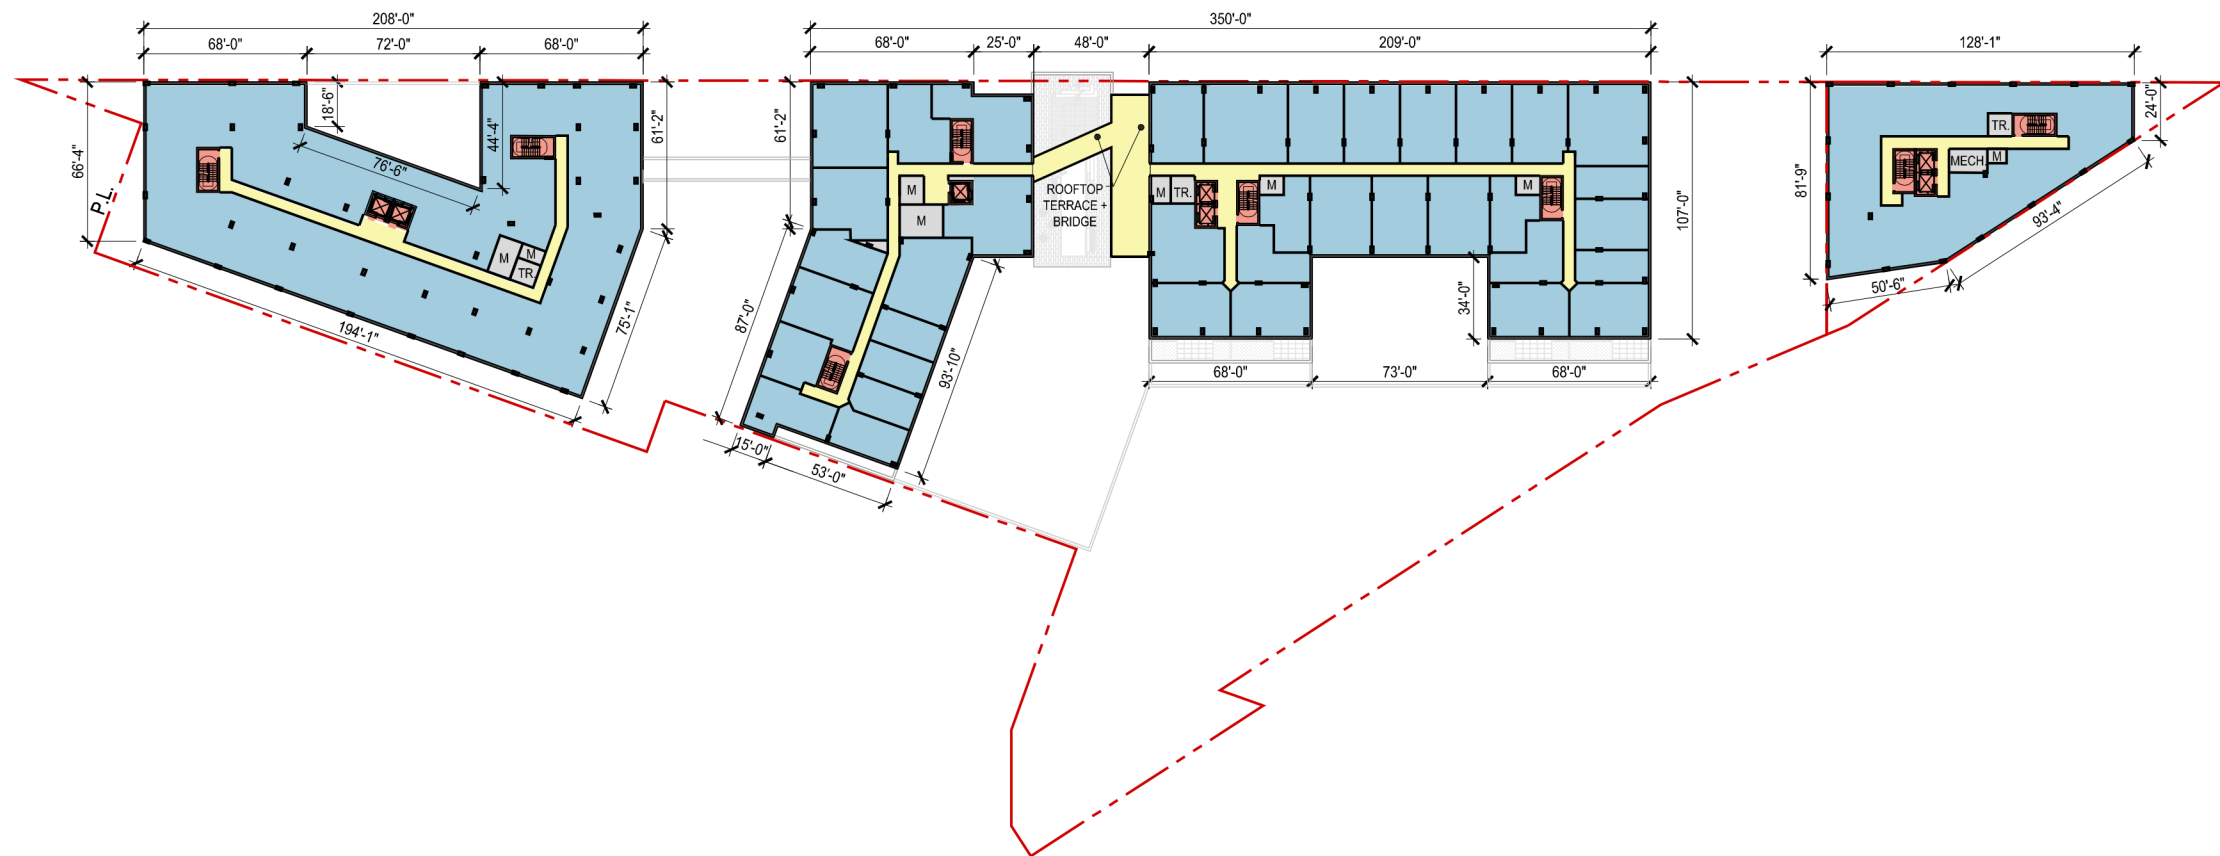 208'-0"
350'-0"
68'-0"
72'-0"
68'-0"
68'-0"
25'-0"
48'-0"
209'-0"
128'-1"
66'-4"
18'-6"
44'-4"
61'-2"
61'-2"
107'-0"
81'-9"
24'-0"
P.L.
76'-6"
M
M
TR.
194'-1"
75'-1"
M
M
87'-0"
93'-10"
15'-0"
53'-0"
ROOFTOP
TERRACE +
BRIDGE
M
TR.
M
M
34'-0"
68'-0"
73'-0"
68'-0"
TR.
MECH.
M
50'-6"
93'-4"